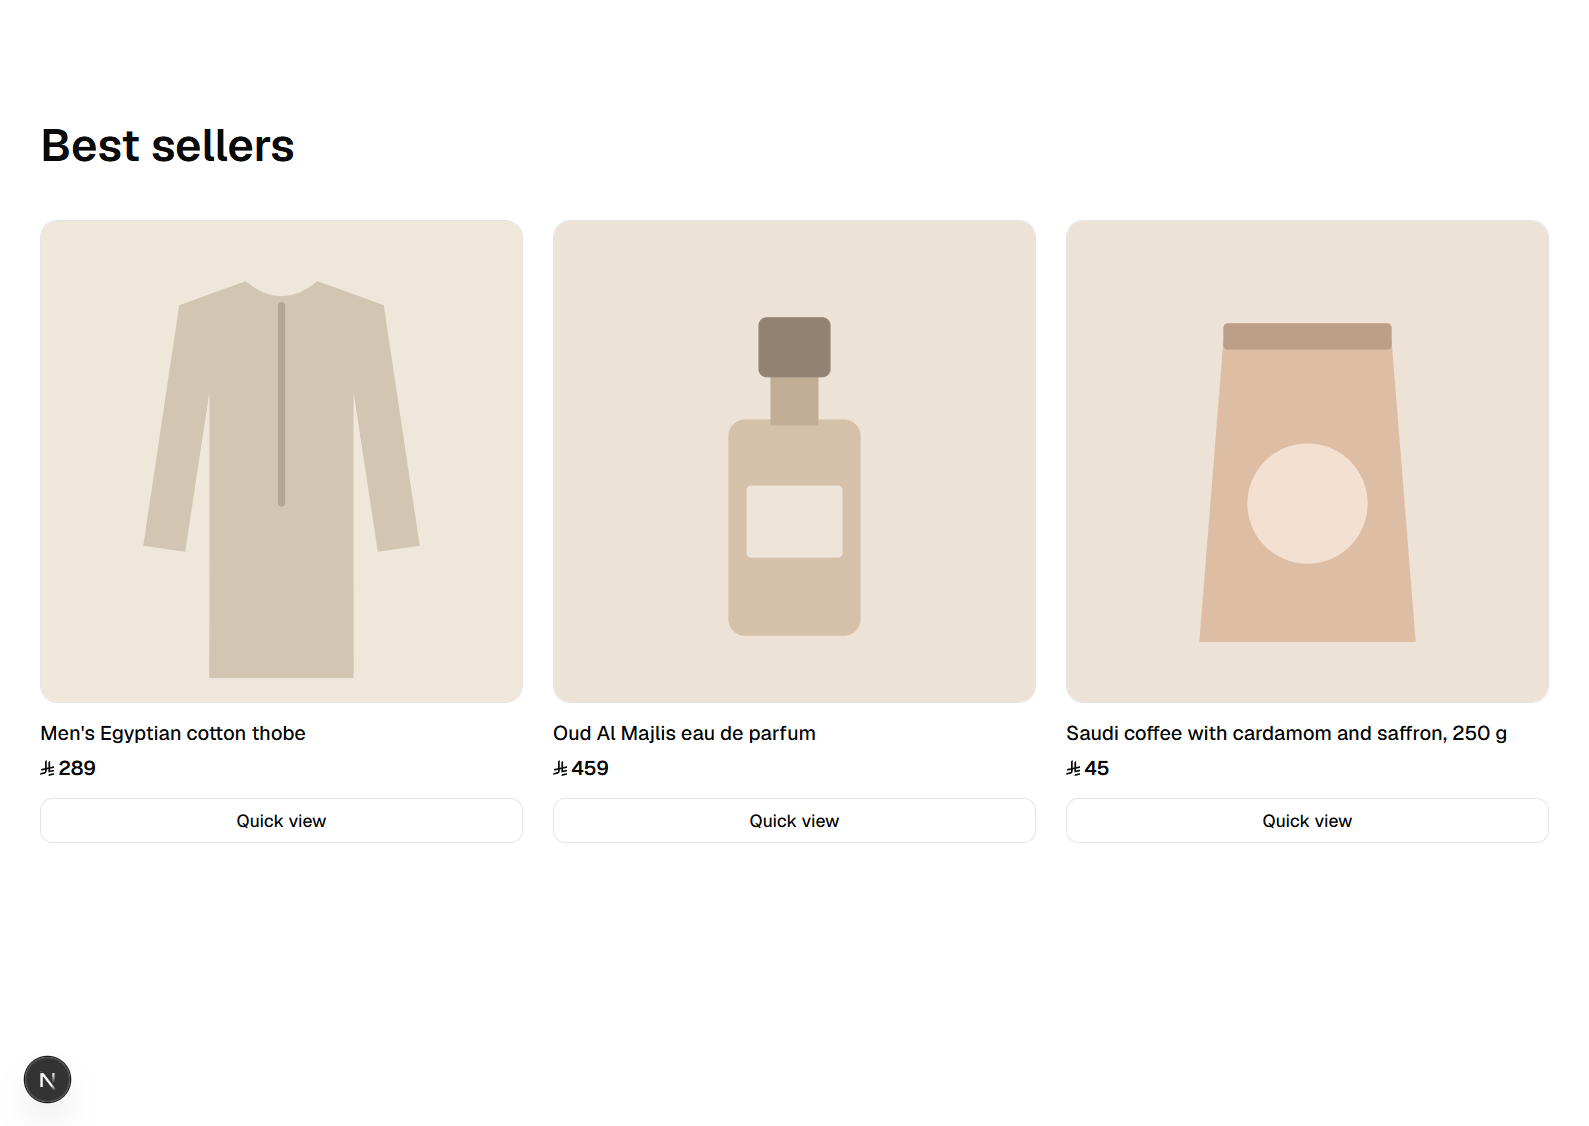 Best sellers
Men's Egyptian cotton thobe
Oud Al Majlis eau de parfum
Saudi coffee with cardamom and saffron, 250 g
⃁ 289
⃁ 459
⃁ 45
Quick view
Quick view
Quick view
N